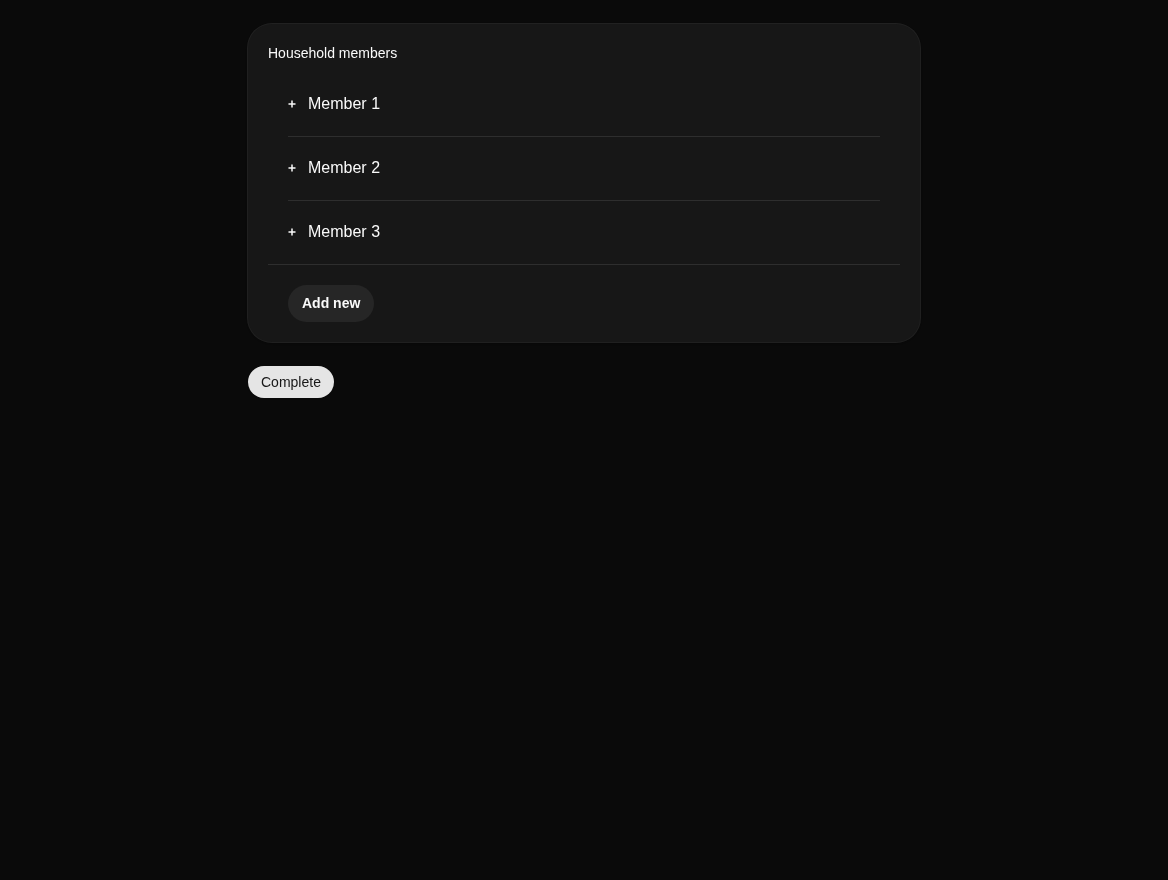 Household members
+ Member 1
+ Member 2
+ Member 3
Add new
Complete